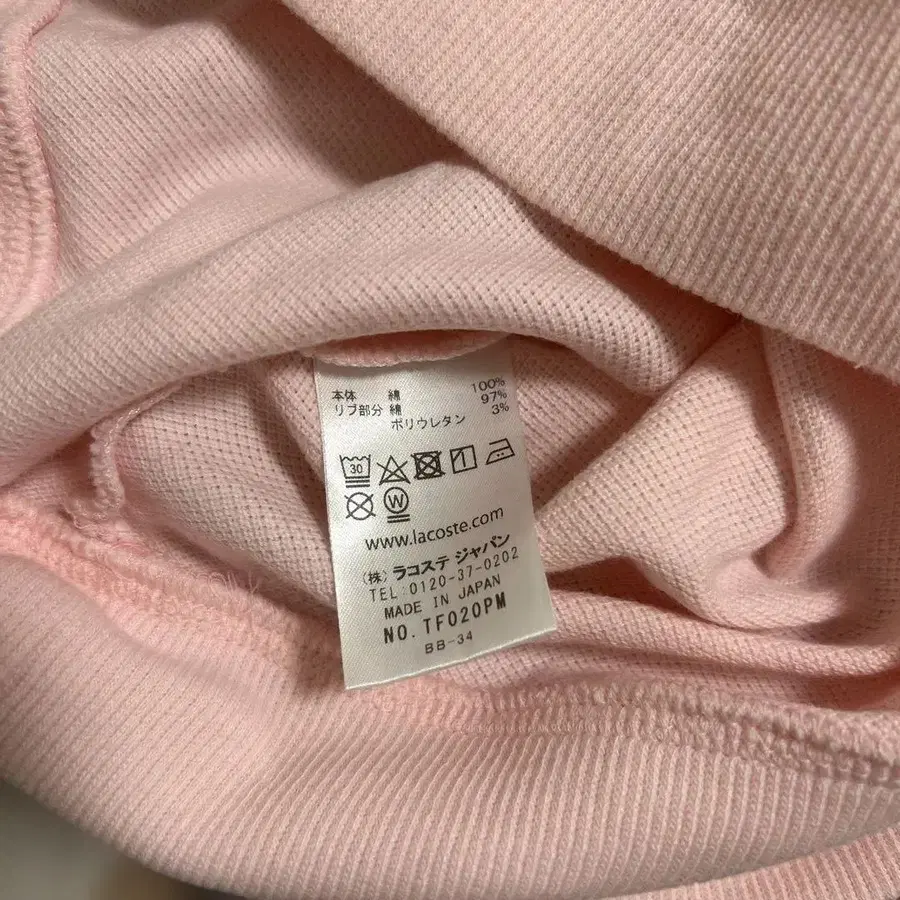 本体 綿 100%
リブ部分 綿 97%
ポリウレタン 3%
30 1
W
www.lacoste.com
(株) ラコステ ジャパン
TEL:0120-37-0202
MADE IN JAPAN
NO. TF020PM
BB-34